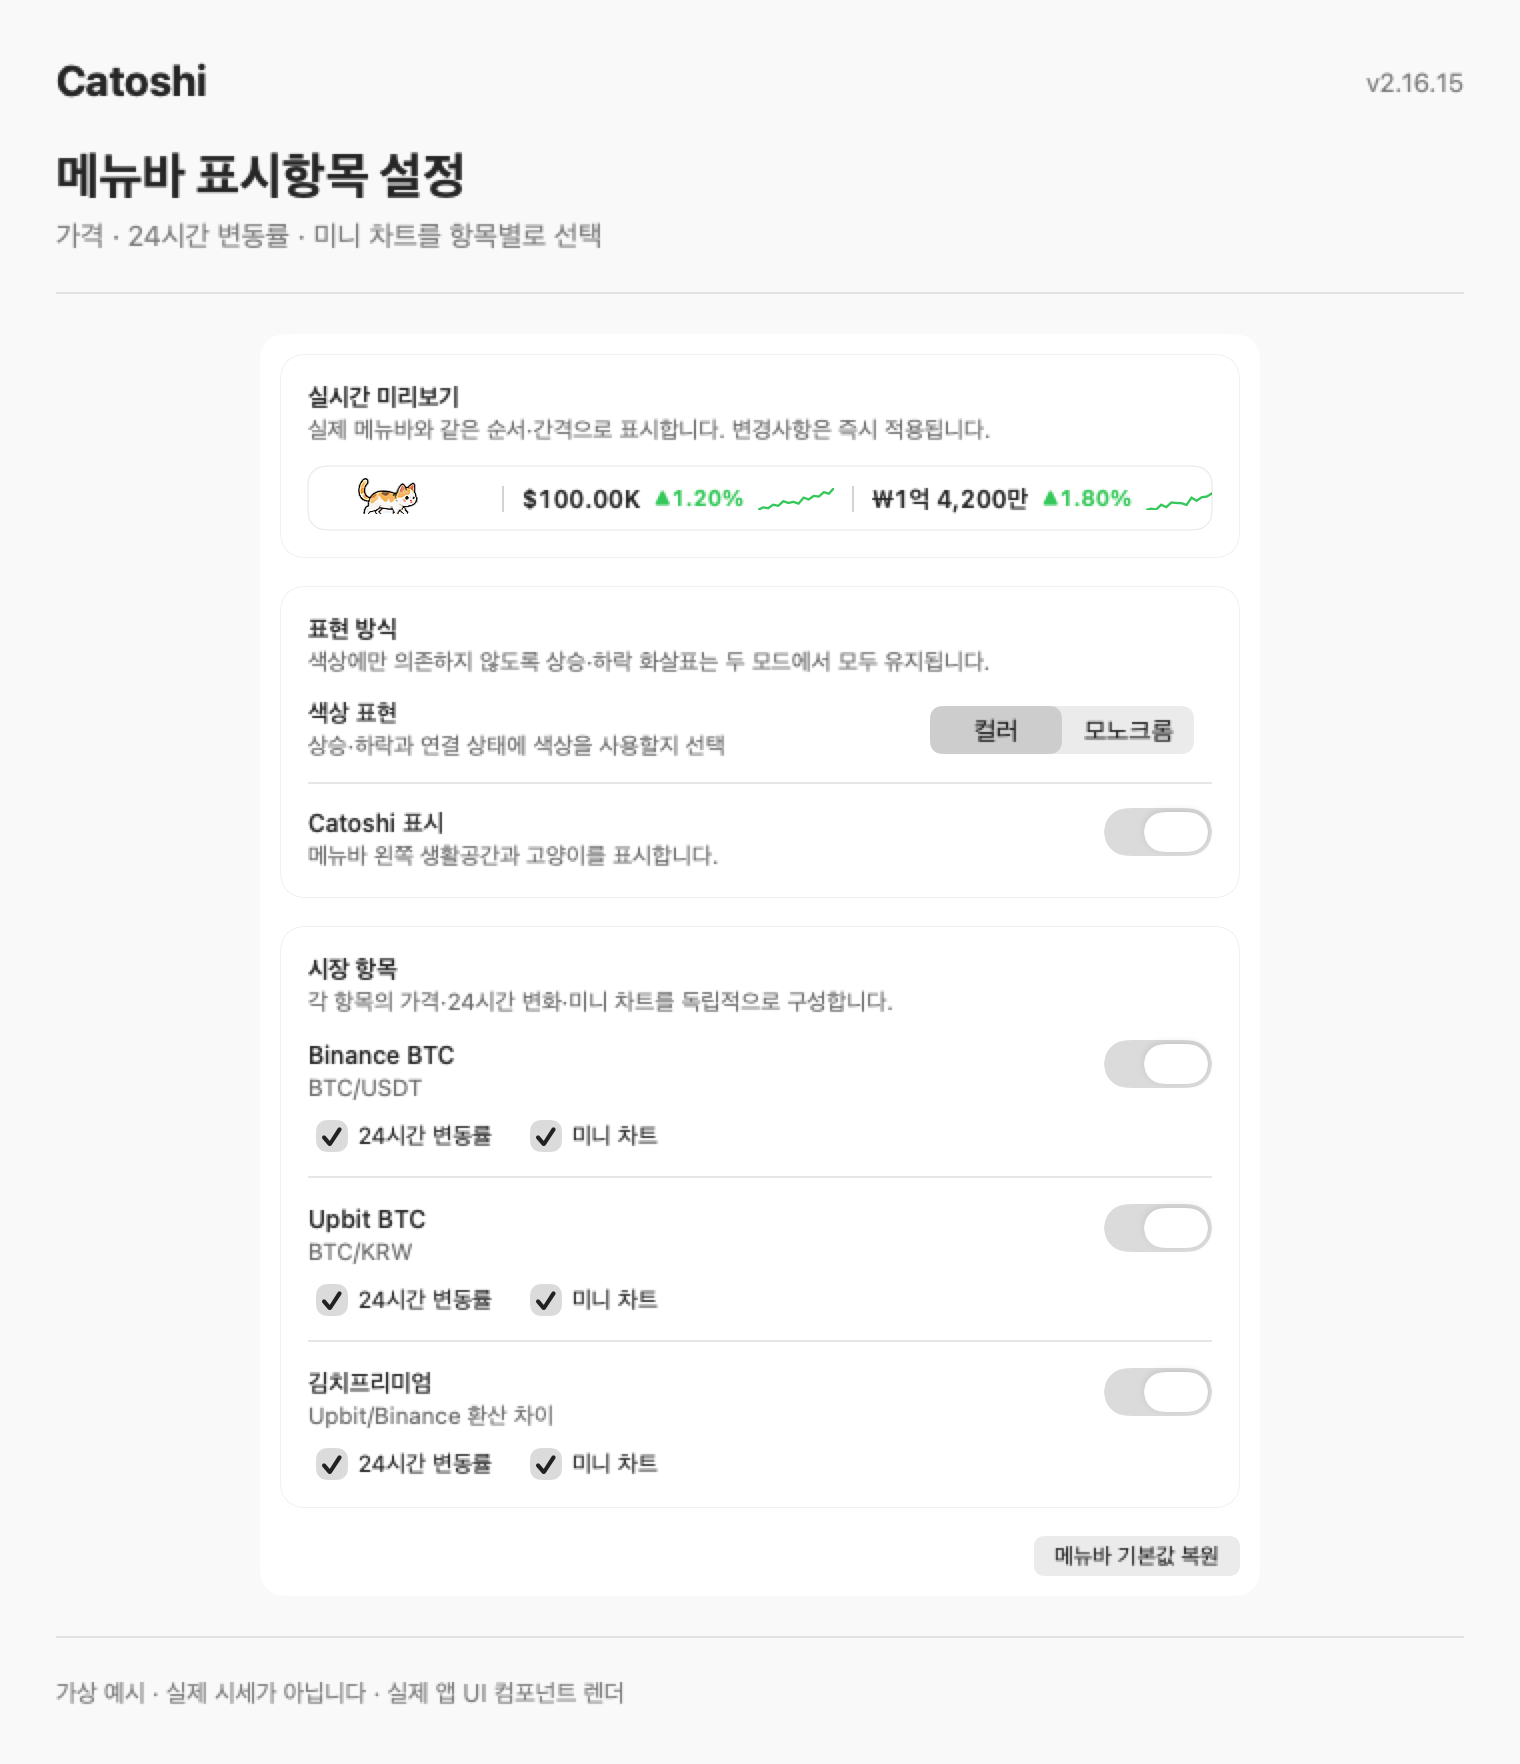 Catoshi
v2.16.15
메뉴바 표시항목 설정
가격 · 24시간 변동률 · 미니 차트를 항목별로 선택
실시간 미리보기
실제 메뉴바와 같은 순서·간격으로 표시합니다. 변경사항은 즉시 적용됩니다.
$100.00K ▲1.20% ₩1억 4,200만 ▲1.80%
표현 방식
색상에만 의존하지 않도록 상승·하락 화살표는 두 모드에서 모두 유지됩니다.
색상 표현
상승·하락과 연결 상태에 색상을 사용할지 선택
컬러 모노크롬
Catoshi 표시
메뉴바 왼쪽 생활공간과 고양이를 표시합니다.
시장 항목
각 항목의 가격·24시간 변화·미니 차트를 독립적으로 구성합니다.
Binance BTC
BTC/USDT
24시간 변동률 미니 차트
Upbit BTC
BTC/KRW
24시간 변동률 미니 차트
김치프리미엄
Upbit/Binance 환산 차이
24시간 변동률 미니 차트
메뉴바 기본값 복원
가상 예시 · 실제 시세가 아닙니다 · 실제 앱 UI 컴포넌트 렌더